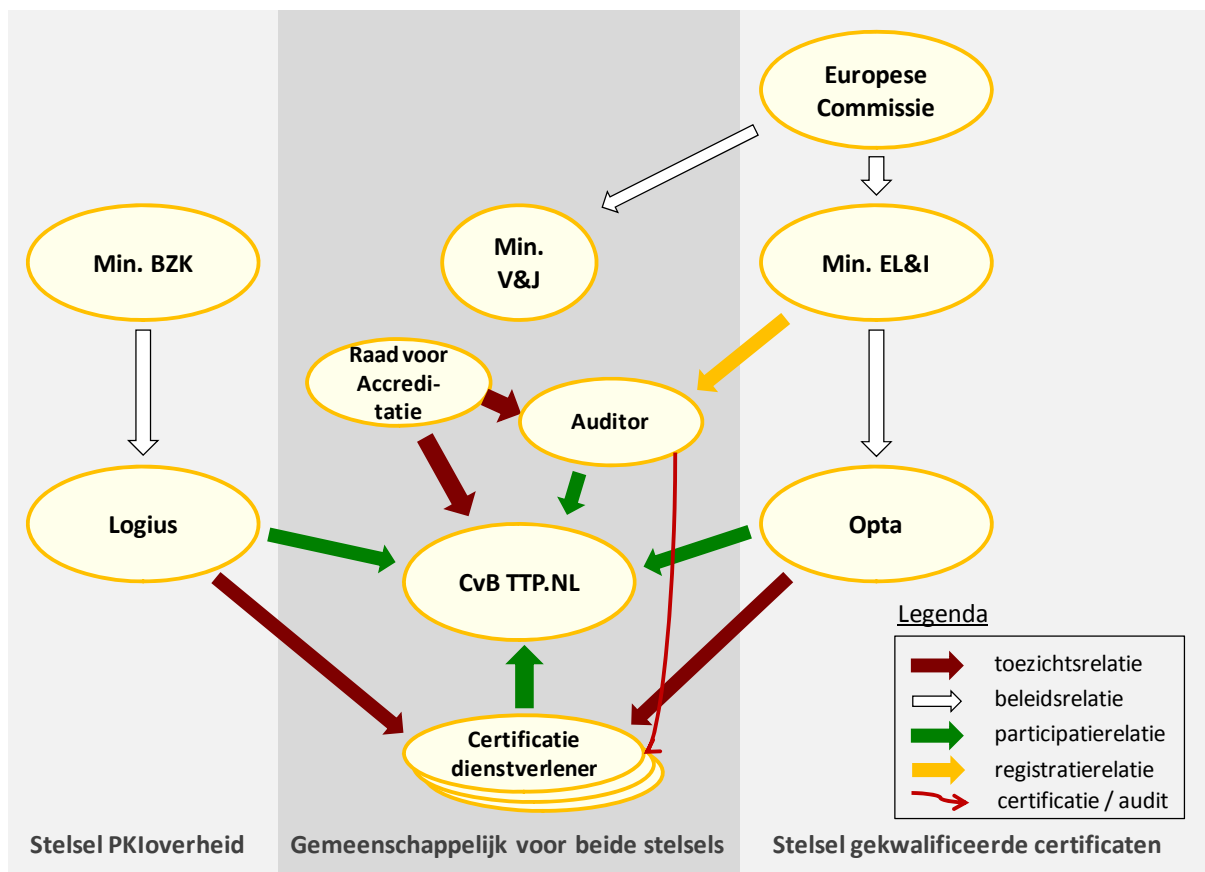 Europese
Commissie
Min. BZK
Min.
V&J
Min. EL&I
Raad voor
Accredi-
tatie
Auditor
Logius
Opta
CvB TTP.NL
Certificatie
dienstverlener
Legenda
toezichtsrelatie
beleidsrelatie
participatierelatie
registratierelatie
certificatie / audit
Stelsel PKIoverheid
Gemeenschappelijk voor beide stelsels
Stelsel gekwalificeerde certificaten